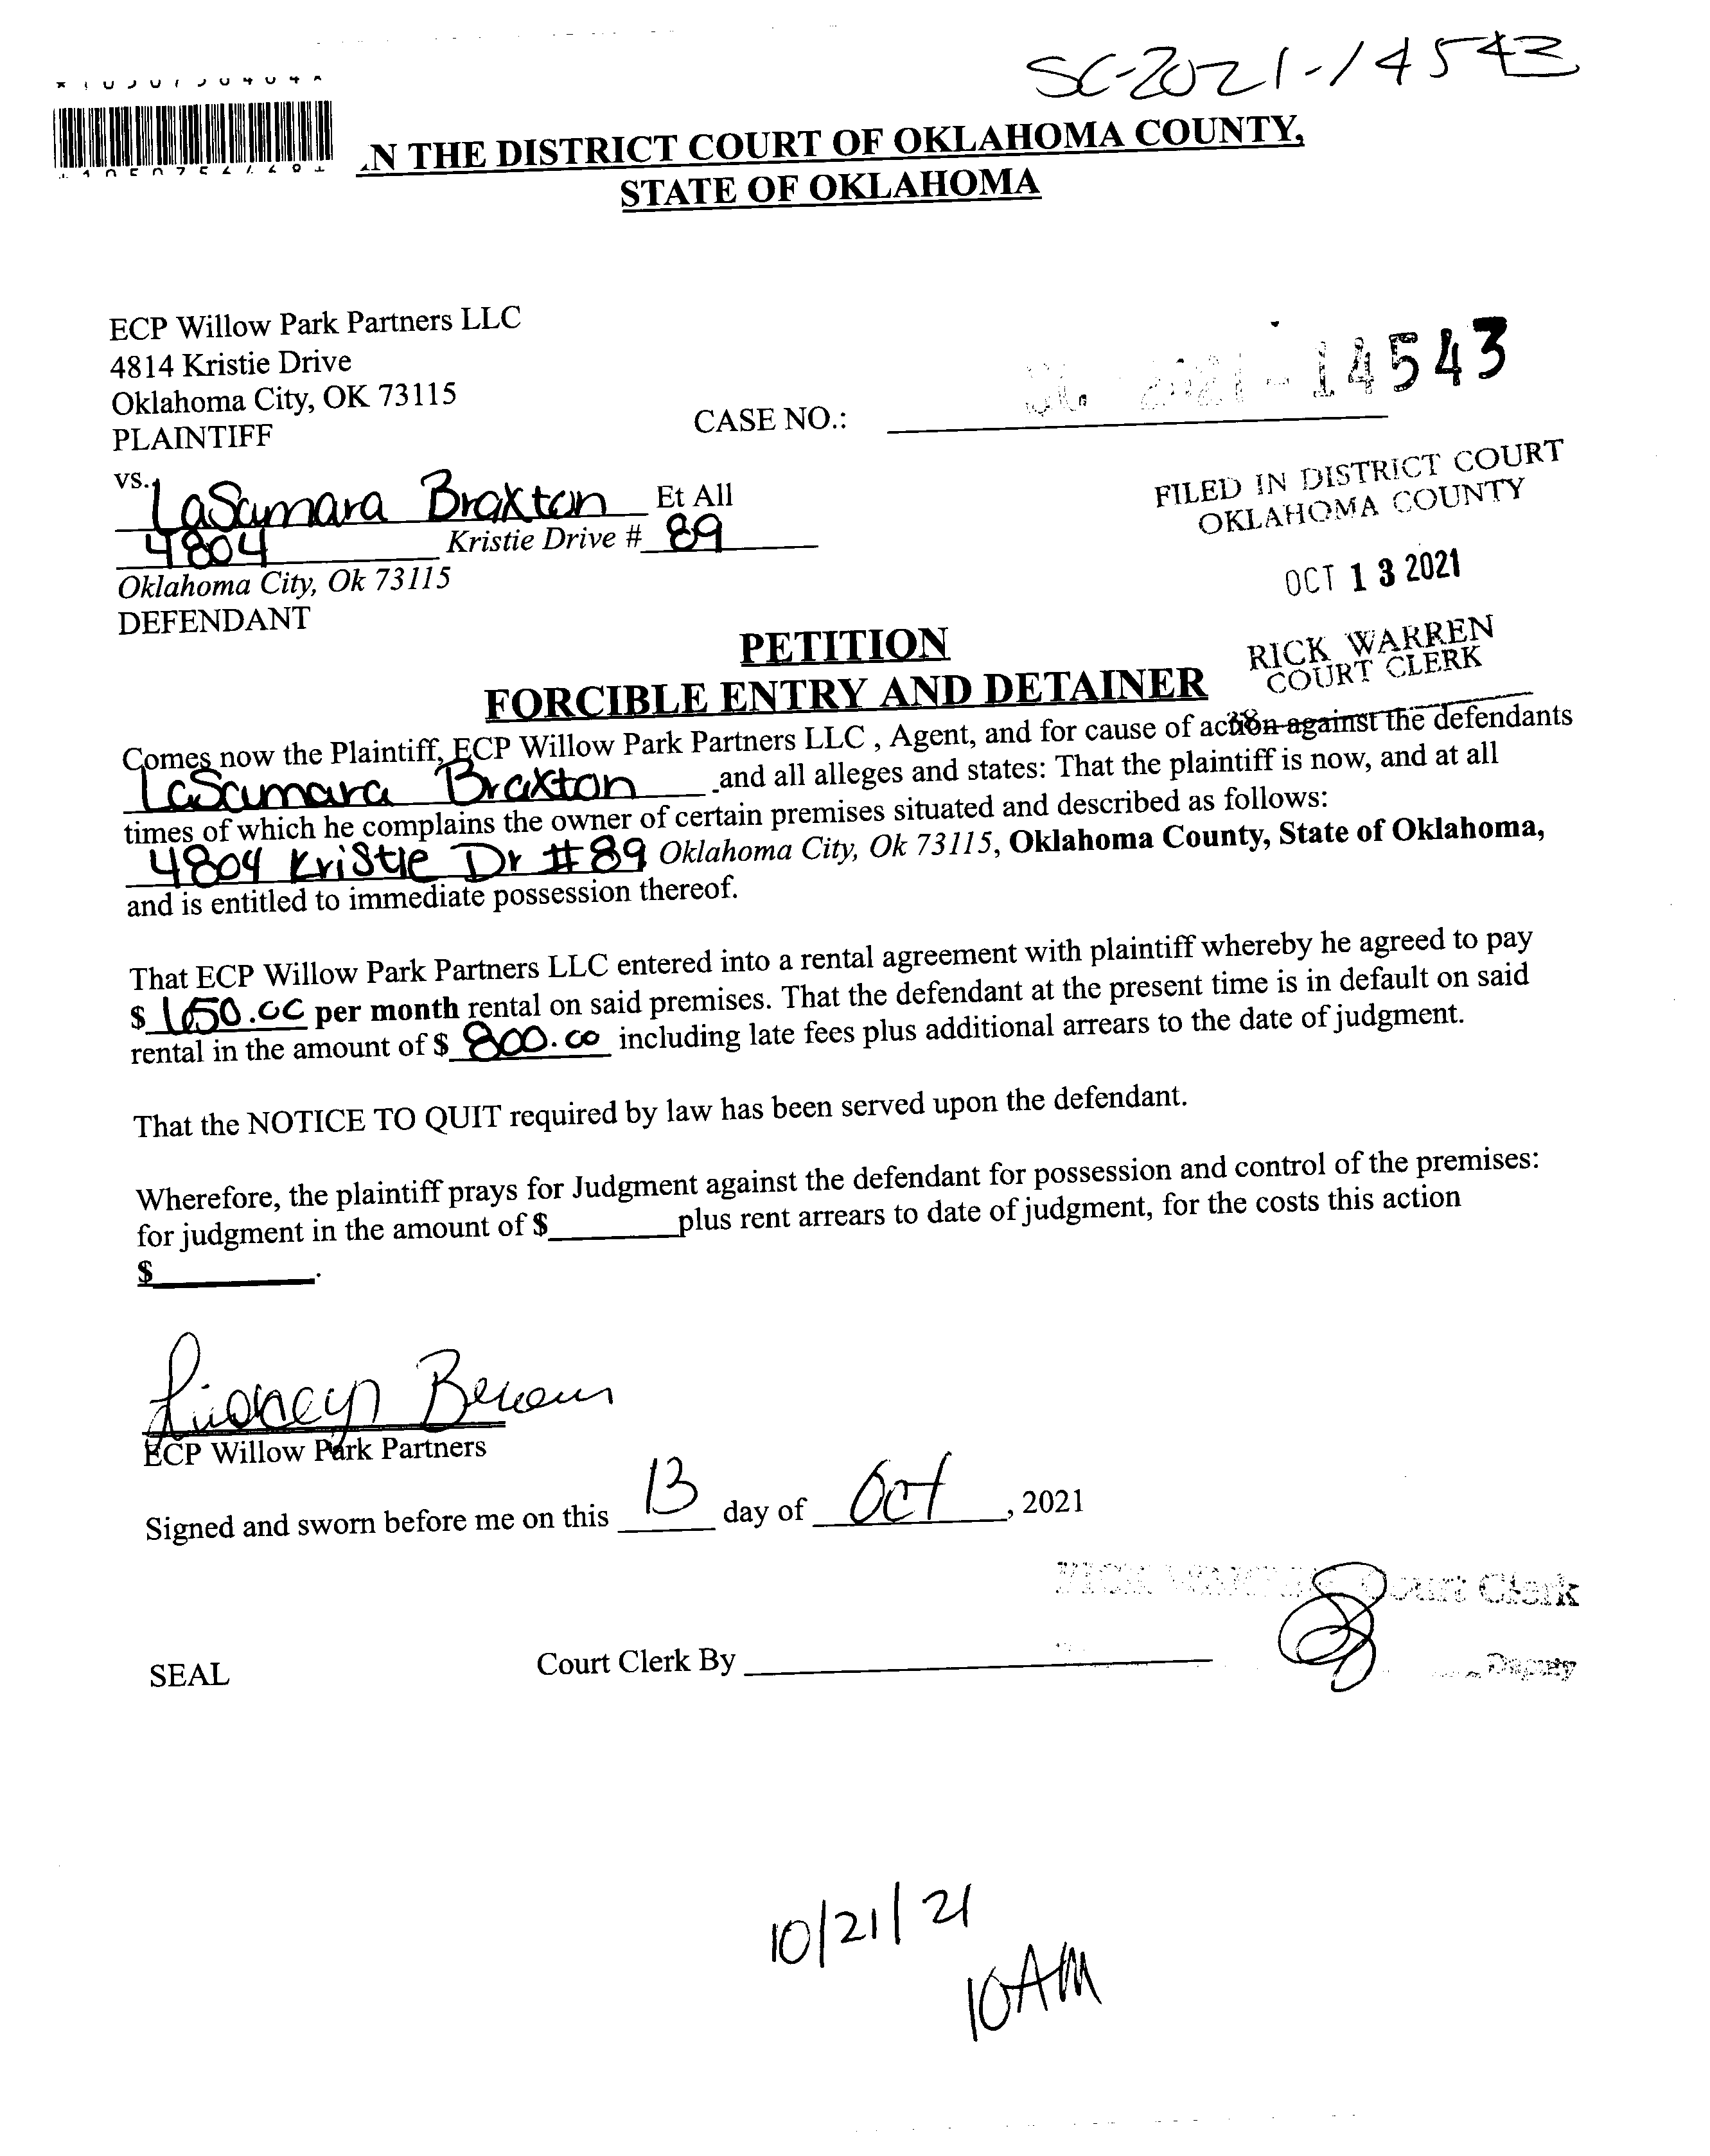 SC-2021-14543
IN THE DISTRICT COURT OF OKLAHOMA COUNTY,
STATE OF OKLAHOMA
ECP Willow Park Partners LLC
4814 Kristie Drive
Oklahoma City, OK 73115
PLAINTIFF
CASE NO.: SC 2021-14543
vs.
LaSamara Braxton Et All
4804 Kristie Drive # 89
Oklahoma City, Ok 73115
DEFENDANT
FILED IN DISTRICT COURT
OKLAHOMA COUNTY
OCT 13 2021
RICK WARREN
COURT CLERK
38
PETITION
FORCIBLE ENTRY AND DETAINER
Comes now the Plaintiff, ECP Willow Park Partners LLC , Agent, and for cause of action against the defendants
LaSamara Braxton and all alleges and states: That the plaintiff is now, and at all
times of which he complains the owner of certain premises situated and described as follows:
4804 Kristie Dr #89 Oklahoma City, Ok 73115, Oklahoma County, State of Oklahoma,
and is entitled to immediate possession thereof.
That ECP Willow Park Partners LLC entered into a rental agreement with plaintiff whereby he agreed to pay
$ 650.00 per month rental on said premises. That the defendant at the present time is in default on said
rental in the amount of $ 800.00 including late fees plus additional arrears to the date of judgment.
That the NOTICE TO QUIT required by law has been served upon the defendant.
Wherefore, the plaintiff prays for Judgment against the defendant for possession and control of the premises:
for judgment in the amount of $ plus rent arrears to date of judgment, for the costs this action
$ .
ECP Willow Park Partners
Signed and sworn before me on this 13 day of Oct , 2021
RICK WARREN Court Clerk
SEAL
Court Clerk By
Deputy
10/21/21
10AM